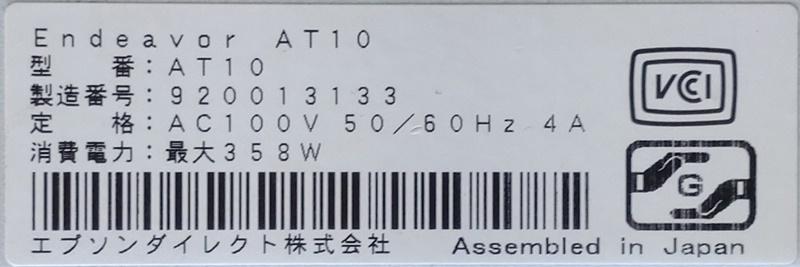 Endeavor AT10
型　番：AT10
製造番号：920013133
定　格：AC100V 50／60Hz 4A
消費電力：最大358W
エプソンダイレクト株式会社　Assembled in Japan
VCCI
G